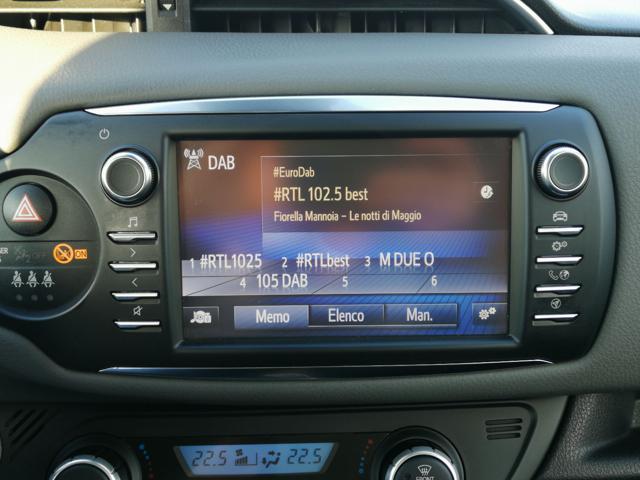 DAB
#EuroDab
#RTL 102.5 best
Fiorella Mannoia – Le notti di Maggio
1 #RTL1025 2 #RTLbest 3 M DUE O
4 105 DAB 5 6
Memo Elenco Man.
ON
22.5 22.5
FRONT